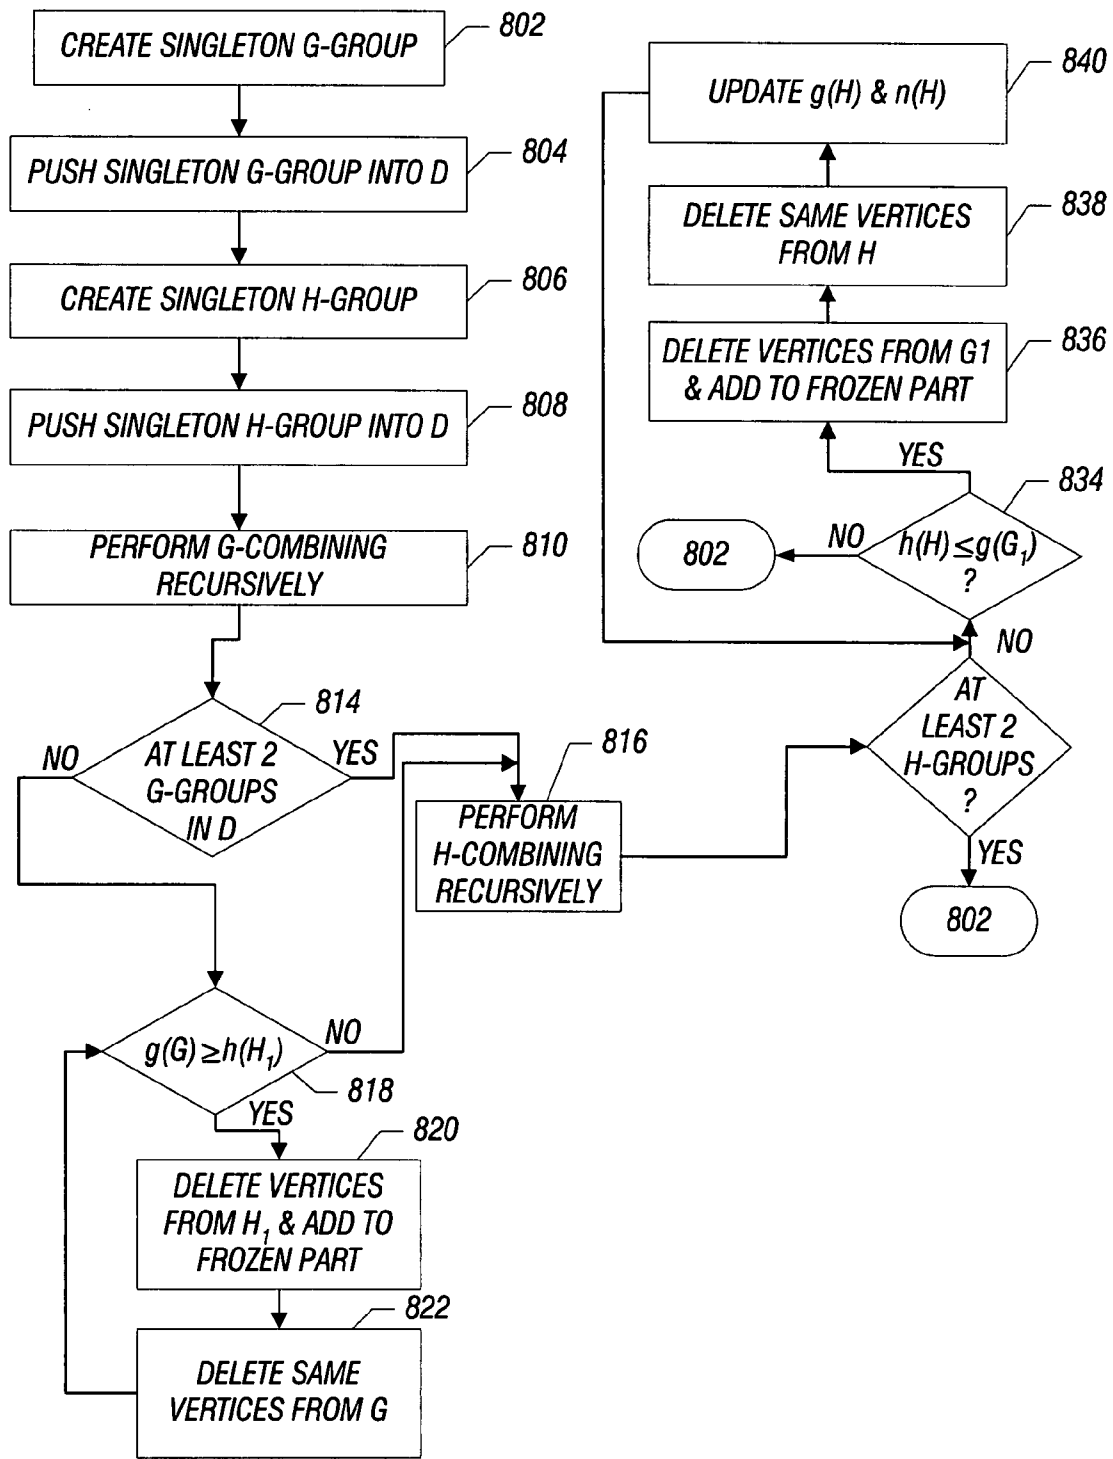 CREATE SINGLETON G-GROUP
802
PUSH SINGLETON G-GROUP INTO D
804
CREATE SINGLETON H-GROUP
806
PUSH SINGLETON H-GROUP INTO D
808
PERFORM G-COMBINING
RECURSIVELY
810
AT LEAST 2
G-GROUPS
IN D
814
NO
YES
PERFORM
H-COMBINING
RECURSIVELY
816
g(G) ≥h(H₁)
818
NO
YES
DELETE VERTICES
FROM H₁ & ADD TO
FROZEN PART
820
DELETE SAME
VERTICES FROM G
822
UPDATE g(H) & n(H)
840
DELETE SAME VERTICES
FROM H
838
DELETE VERTICES FROM G1
& ADD TO FROZEN PART
836
YES
834
h(H) ≤g(G₁)
?
NO
802
NO
AT
LEAST 2
H-GROUPS
?
YES
802